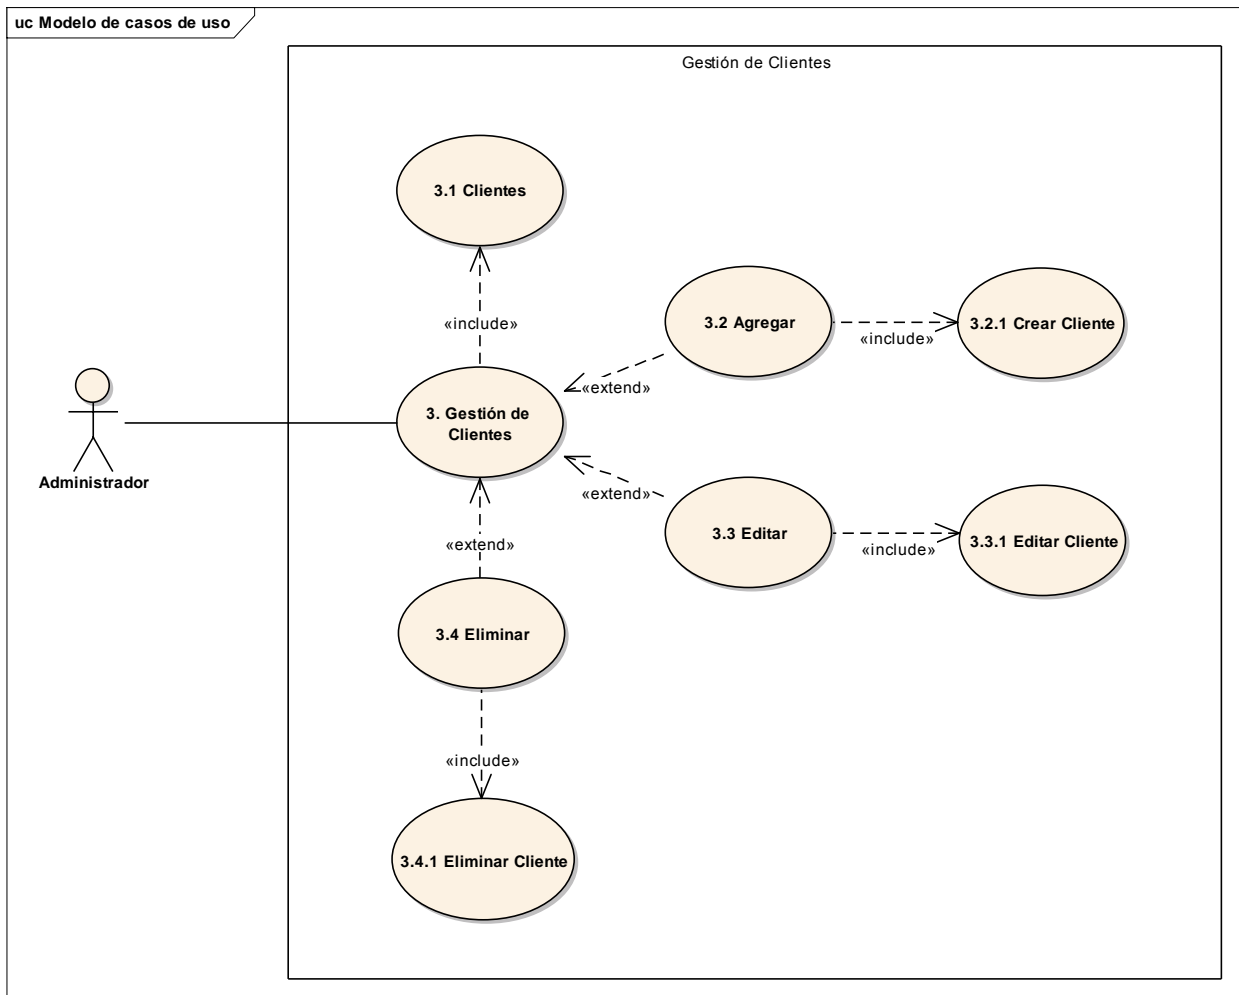 uc Modelo de casos de uso
Gestión de Clientes
3.1 Clientes
«include»
3.2 Agregar
«include»
3.2.1 Crear Cliente
«extend»
3. Gestión de
Clientes
Administrador
«extend»
3.3 Editar
«include»
3.3.1 Editar Cliente
«extend»
3.4 Eliminar
«include»
3.4.1 Eliminar Cliente